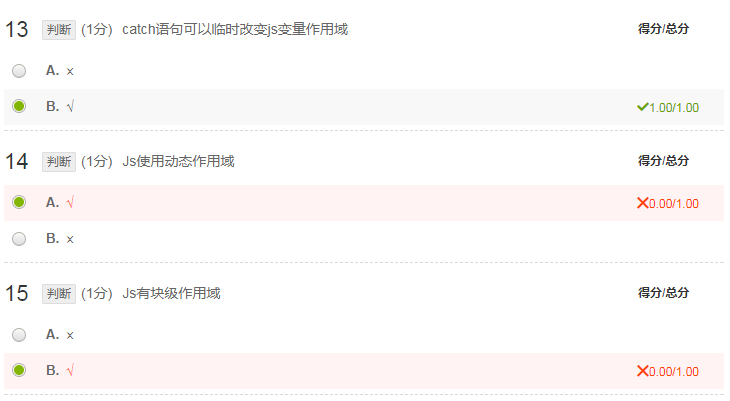 13 判断 (1分) catch语句可以临时改变js变量作用域 得分/总分
A. x
B. √ 1.00/1.00
14 判断 (1分) Js使用动态作用域 得分/总分
A. √ 0.00/1.00
B. x
15 判断 (1分) Js有块级作用域 得分/总分
A. x
B. √ 0.00/1.00